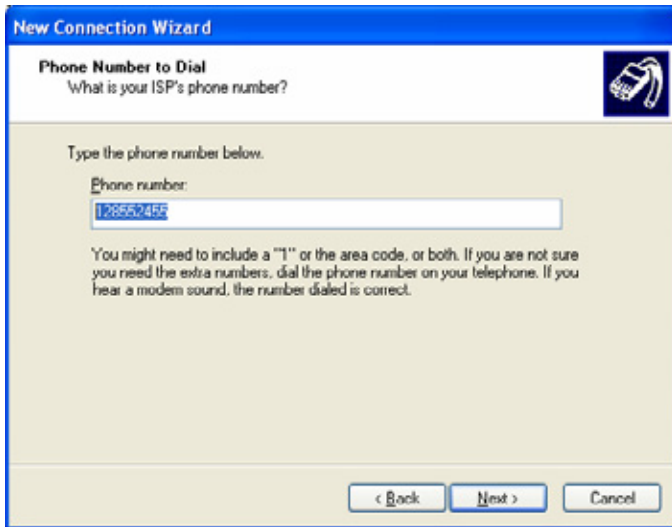 New Connection Wizard
Phone Number to Dial
What is your ISP's phone number?
Type the phone number below.
Phone number:
128552455
You might need to include a "1" or the area code, or both. If you are not sure
you need the extra numbers, dial the phone number on your telephone. If you
hear a modem sound, the number dialed is correct.
< Back Next > Cancel